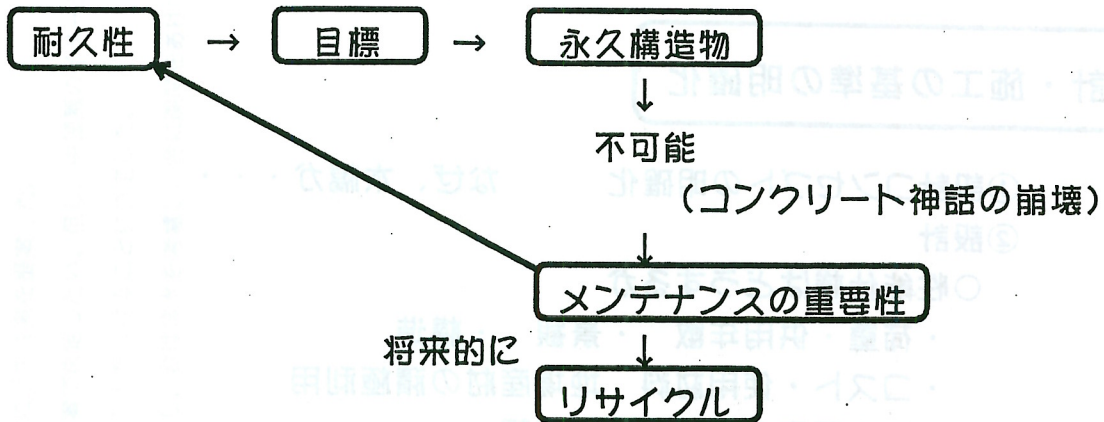 耐久性 → 目標 → 永久構造物
↓
不可能
(コンクリート神話の崩壊)
↓
メンテナンスの重要性
将来的に ↓
リサイクル